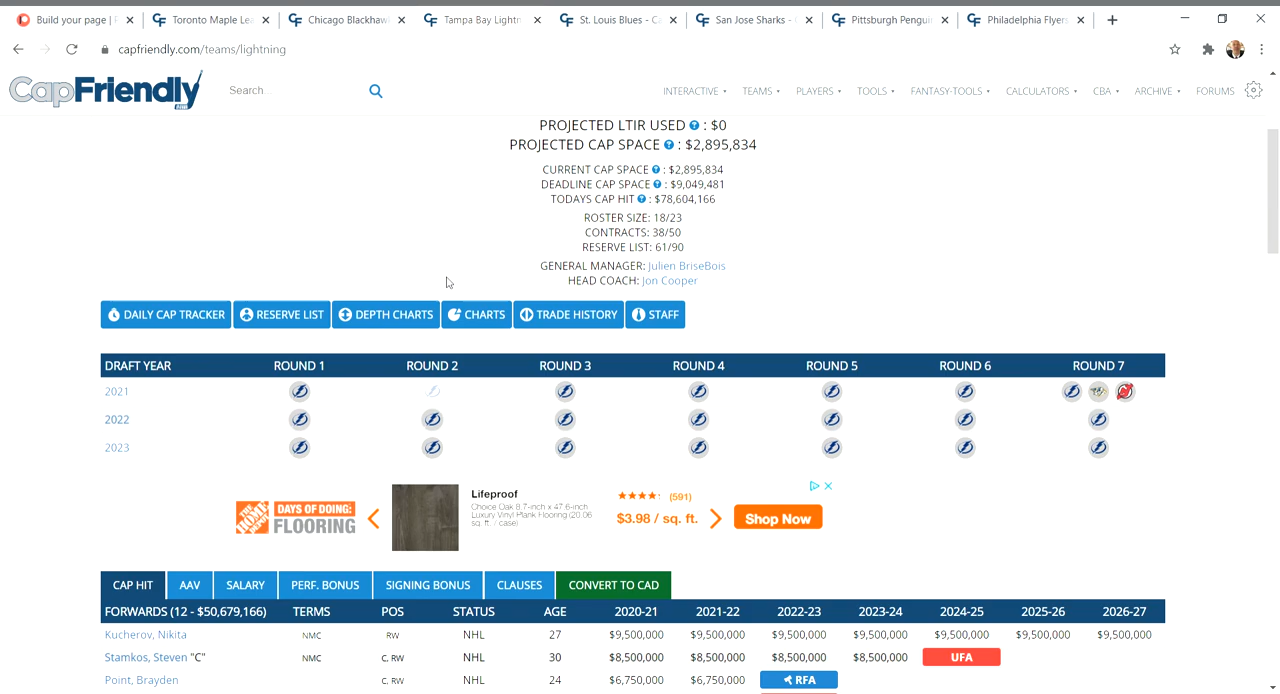 Build your page |
Toronto Maple Lea
Chicago Blackhaw
Tampa Bay Lightn
St. Louis Blues - Ca
San Jose Sharks - C
Pittsburgh Pengui
Philadelphia Flyers
capfriendly.com/teams/lightning
CapFriendly
Search...
INTERACTIVE
TEAMS
PLAYERS
TOOLS
FANTASY-TOOLS
CALCULATORS
CBA
ARCHIVE
FORUMS
PROJECTED LTIR USED ? : $0
PROJECTED CAP SPACE ? : $2,895,834
CURRENT CAP SPACE ? : $2,895,834
DEADLINE CAP SPACE ? : $9,049,481
TODAYS CAP HIT ? : $78,604,166
ROSTER SIZE: 18/23
CONTRACTS: 38/50
RESERVE LIST: 61/90
GENERAL MANAGER: Julien BriseBois
HEAD COACH: Jon Cooper
DAILY CAP TRACKER
RESERVE LIST
DEPTH CHARTS
CHARTS
TRADE HISTORY
STAFF
DRAFT YEAR ROUND 1 ROUND 2 ROUND 3 ROUND 4 ROUND 5 ROUND 6 ROUND 7
2021
2022
2023
THE HOME DEPOT
DAYS OF DOING:
FLOORING
Lifeproof
Choice Oak 8.7-inch x 47.6-inch
Luxury Vinyl Plank Flooring (20.06
sq. ft. / case)
(591)
$3.98 / sq. ft.
Shop Now
CAP HIT
AAV
SALARY
PERF. BONUS
SIGNING BONUS
CLAUSES
CONVERT TO CAD
FORWARDS (12 - $50,679,166) TERMS POS STATUS AGE 2020-21 2021-22 2022-23 2023-24 2024-25 2025-26 2026-27
Kucherov, Nikita NMC RW NHL 27 $9,500,000 $9,500,000 $9,500,000 $9,500,000 $9,500,000 $9,500,000 $9,500,000
Stamkos, Steven "C" NMC C, RW NHL 30 $8,500,000 $8,500,000 $8,500,000 $8,500,000 UFA
Point, Brayden C, RW NHL 24 $6,750,000 $6,750,000 RFA